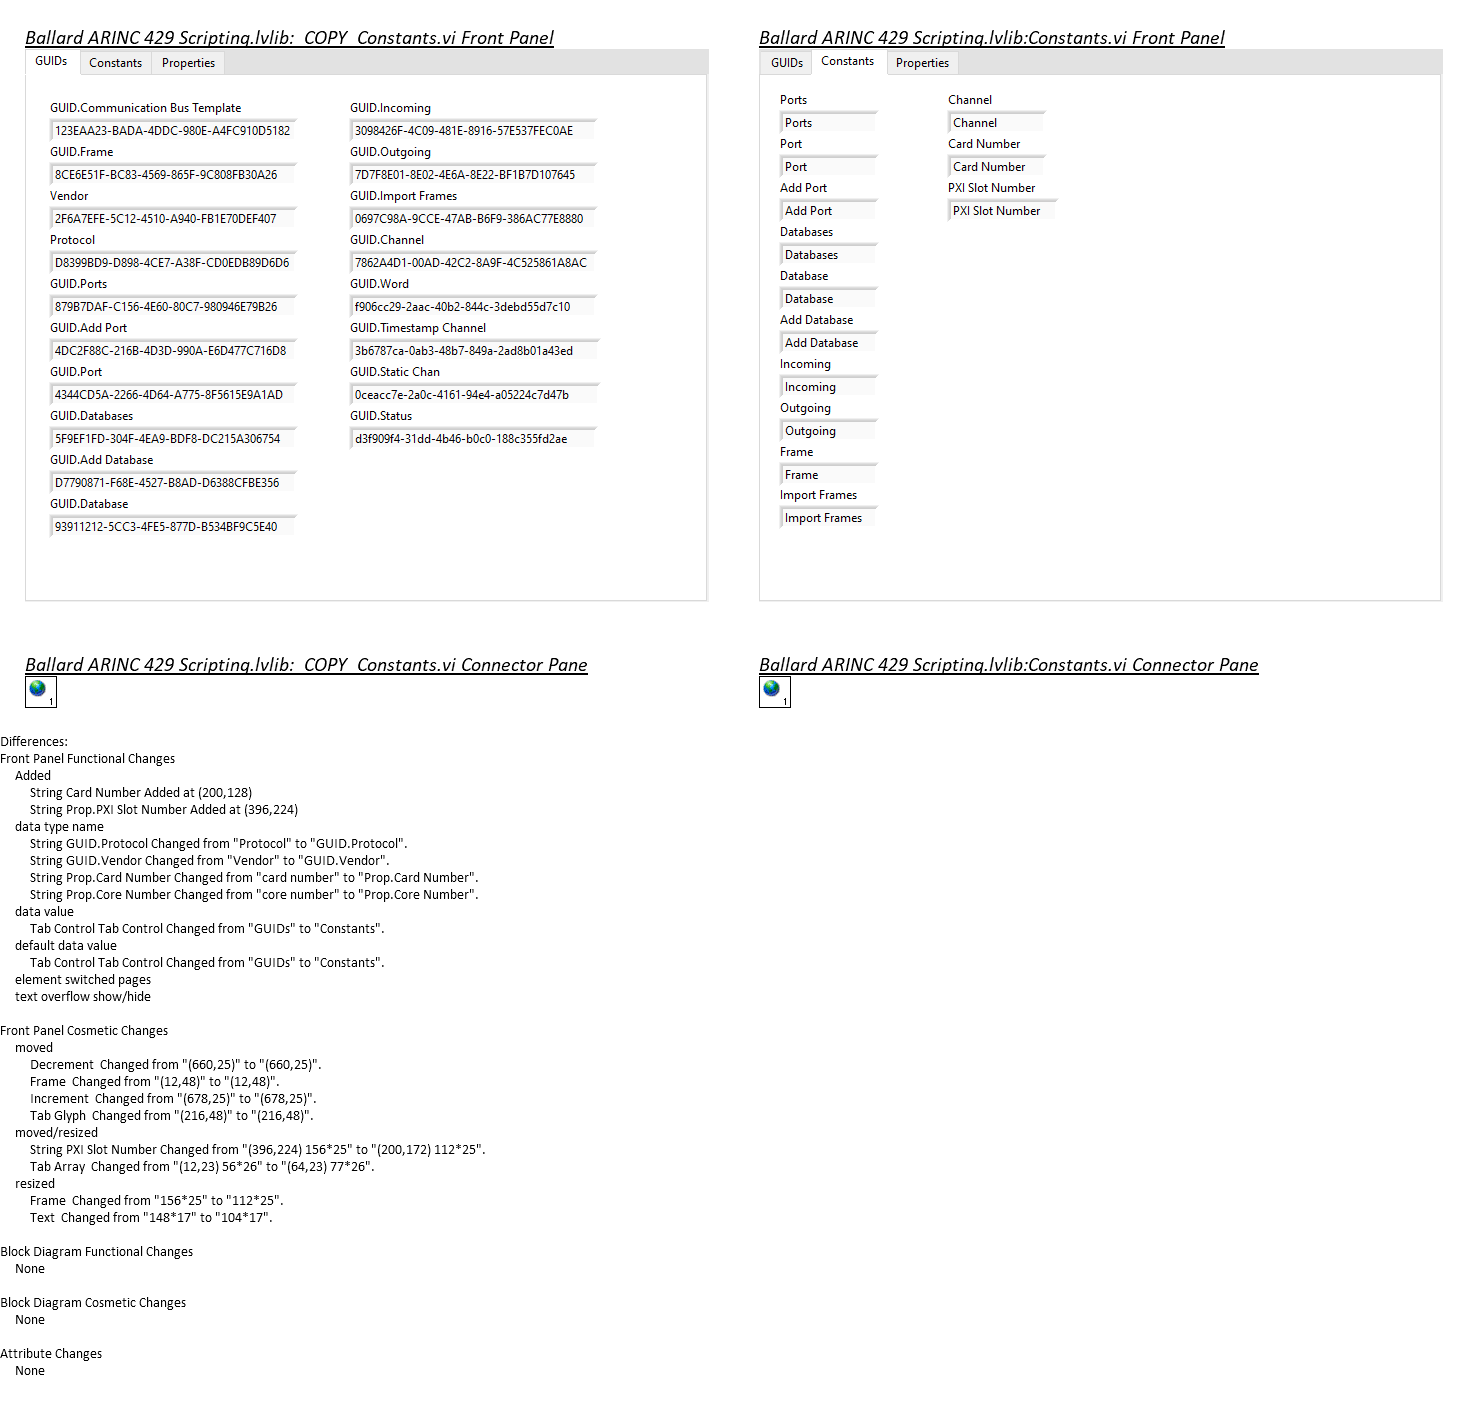 Ballard ARINC 429 Scripting.lvlib:_COPY_Constants.vi Front Panel
GUIDs Constants Properties
GUID.Communication Bus Template
123EAA23-BADA-4DDC-980E-A4FC910D5182
GUID.Frame
8CE6E51F-BC83-4569-865F-9C808FB30A26
Vendor
2F6A7EFE-5C12-4510-A940-FB1E70DEF407
Protocol
D8399BD9-D898-4CE7-A38F-CD0EDB89D6D6
GUID.Ports
879B7DAF-C156-4E60-80C7-980946E79B26
GUID.Add Port
4DC2F88C-216B-4D3D-990A-E6D477C716D8
GUID.Port
4344CD5A-2266-4D64-A775-8F5615E9A1AD
GUID.Databases
5F9EF1FD-304F-4EA9-BDF8-DC215A306754
GUID.Add Database
D7790871-F68E-4527-B8AD-D6388CFBE356
GUID.Database
93911212-5CC3-4FE5-877D-B534BF9C5E40
GUID.Incoming
3098426F-4C09-481E-8916-57E537FEC0AE
GUID.Outgoing
7D7F8E01-8E02-4E6A-8E22-BF1B7D107645
GUID.Import Frames
0697C98A-9CCE-47AB-B6F9-386AC77E8880
GUID.Channel
7862A4D1-00AD-42C2-8A9F-4C525861A8AC
GUID.Word
f906cc29-2aac-40b2-844c-3debd55d7c10
GUID.Timestamp Channel
3b6787ca-0ab3-48b7-849a-2ad8b01a43ed
GUID.Static Chan
0ceacc7e-2a0c-4161-94e4-a05224c7d47b
GUID.Status
d3f909f4-31dd-4b46-b0c0-188c355fd2ae
Ballard ARINC 429 Scripting.lvlib:Constants.vi Front Panel
GUIDs Constants Properties
Ports
Ports
Port
Port
Add Port
Add Port
Databases
Databases
Database
Database
Add Database
Add Database
Incoming
Incoming
Outgoing
Outgoing
Frame
Frame
Import Frames
Import Frames
Channel
Channel
Card Number
Card Number
PXI Slot Number
PXI Slot Number
Ballard ARINC 429 Scripting.lvlib:_COPY_Constants.vi Connector Pane
1
Ballard ARINC 429 Scripting.lvlib:Constants.vi Connector Pane
1
Differences:
Front Panel Functional Changes
Added
String Card Number Added at (200,128)
String Prop.PXI Slot Number Added at (396,224)
data type name
String GUID.Protocol Changed from "Protocol" to "GUID.Protocol".
String GUID.Vendor Changed from "Vendor" to "GUID.Vendor".
String Prop.Card Number Changed from "card number" to "Prop.Card Number".
String Prop.Core Number Changed from "core number" to "Prop.Core Number".
data value
Tab Control Tab Control Changed from "GUIDs" to "Constants".
default data value
Tab Control Tab Control Changed from "GUIDs" to "Constants".
element switched pages
text overflow show/hide
Front Panel Cosmetic Changes
moved
Decrement  Changed from "(660,25)" to "(660,25)".
Frame  Changed from "(12,48)" to "(12,48)".
Increment  Changed from "(678,25)" to "(678,25)".
Tab Glyph  Changed from "(216,48)" to "(216,48)".
moved/resized
String PXI Slot Number Changed from "(396,224) 156*25" to "(200,172) 112*25".
Tab Array  Changed from "(12,23) 56*26" to "(64,23) 77*26".
resized
Frame  Changed from "156*25" to "112*25".
Text  Changed from "148*17" to "104*17".
Block Diagram Functional Changes
None
Block Diagram Cosmetic Changes
None
Attribute Changes
None